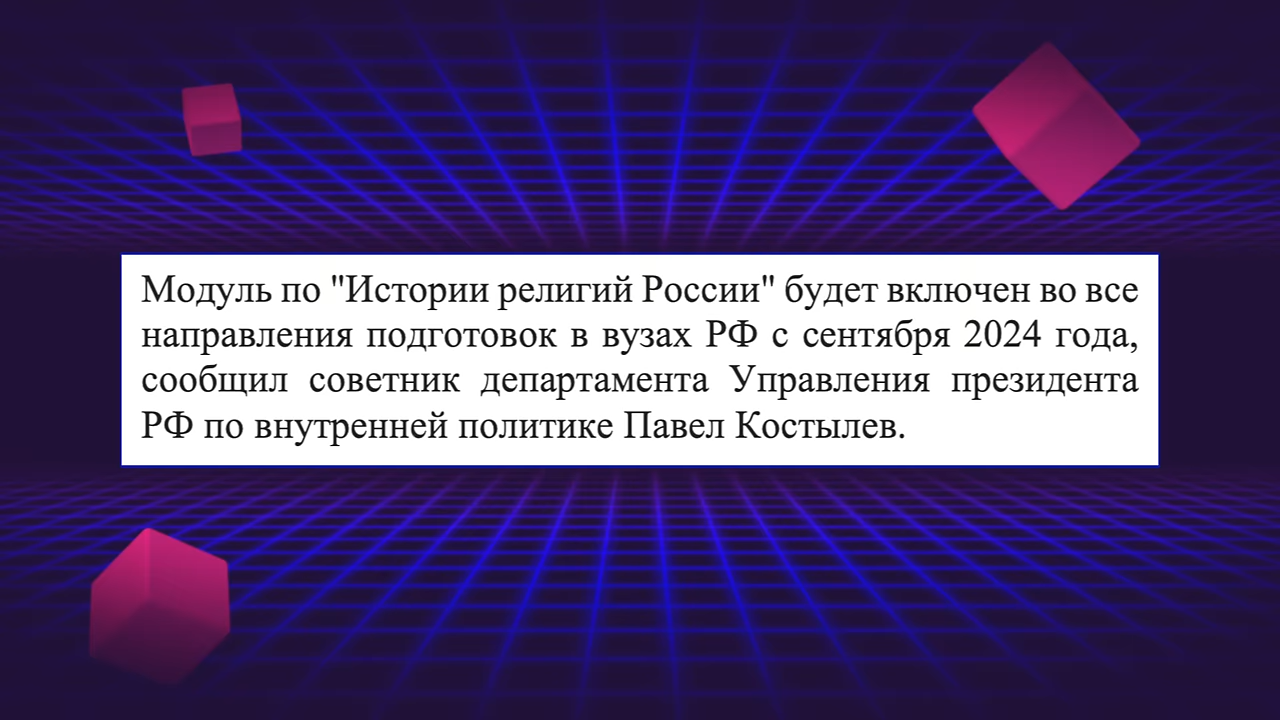 Модуль по "Истории религий России" будет включен во все
направления подготовок в вузах РФ с сентября 2024 года,
сообщил советник департамента Управления президента
РФ по внутренней политике Павел Костылев.